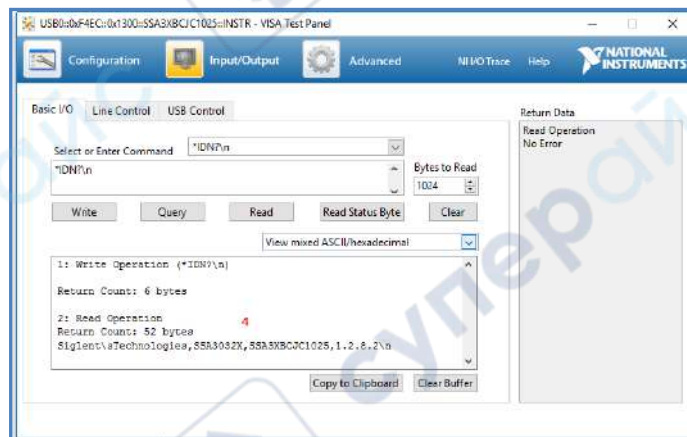 USB0::0xF4EC::0x1300::SSA3XBCJC1025::INSTR - VISA Test Panel
Configuration
Input/Output
Advanced
NI I/O Trace
Help
NATIONAL
INSTRUMENTS
Basic I/O
Line Control
USB Control
Return Data
Read Operation
No Error
Select or Enter Command
*IDN?\n
*IDN?\n
Bytes to Read
1024
Write
Query
Read
Read Status Byte
Clear
View mixed ASCII/hexadecimal
1: Write Operation (*IDN?\n)
Return Count: 6 bytes
2: Read Operation
4
Return Count: 52 bytes
Siglent\sTechnologies,SSA3032X,SSA3XBCJC1025,1.2.8.2\n
Copy to Clipboard
Clear Buffer
супер
айс